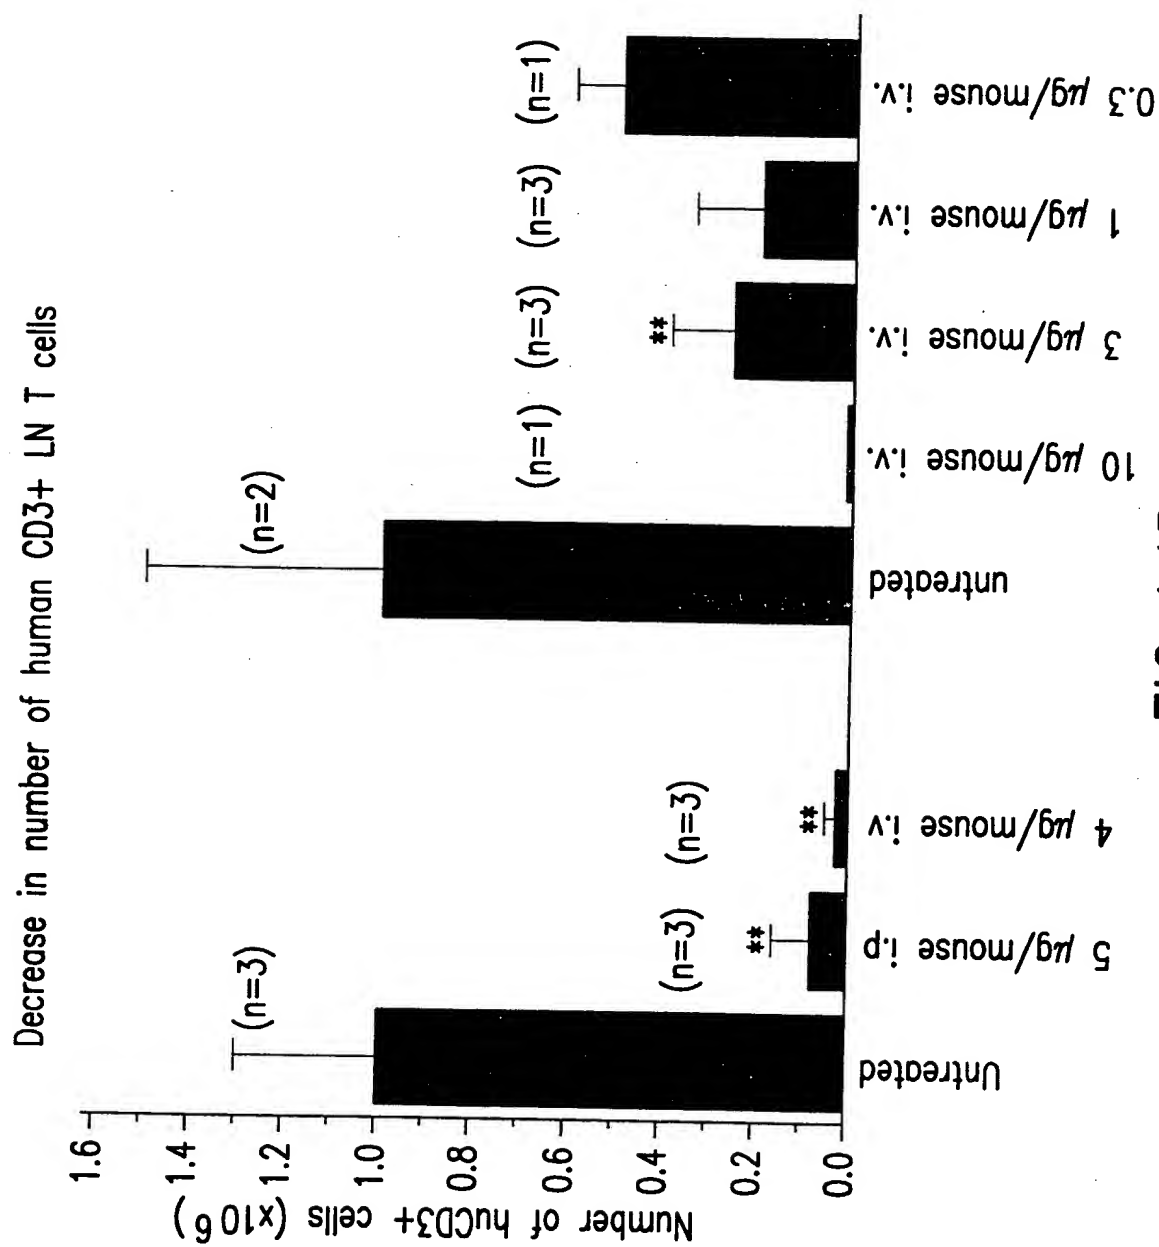 Decrease in number of human CD3+ LN T cells
Number of huCD3+ cells (x10⁶)
1.6
1.4
1.2
1.0
0.8
0.6
0.4
0.2
0.0
(n=3)
(n=3)
**
(n=3)
**
(n=2)
(n=1)
(n=3)
**
(n=3)
(n=1)
Untreated
5 μg/mouse i.p
4 μg/mouse i.v
untreated
10 μg/mouse i.v.
3 μg/mouse i.v.
1 μg/mouse i.v.
0.3 μg/mouse i.v.